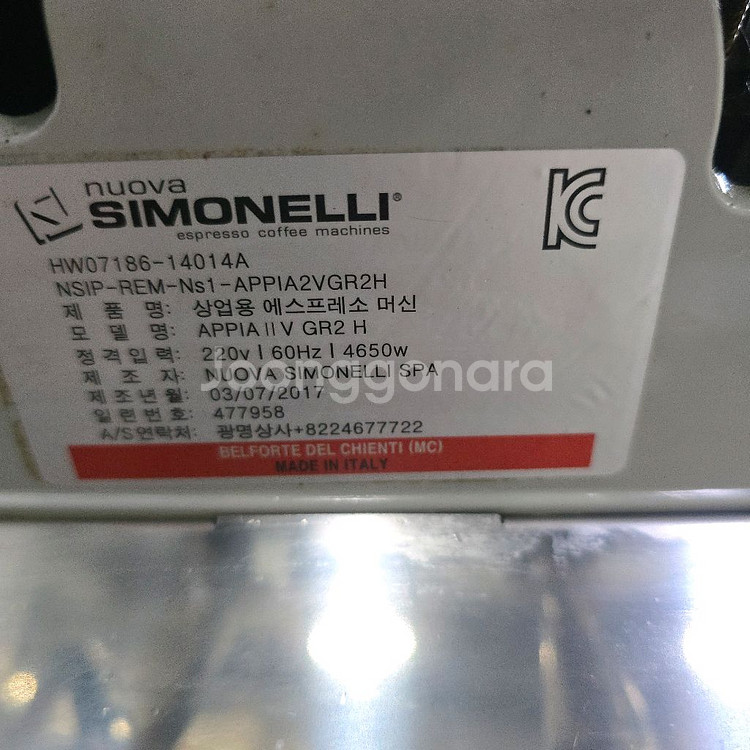 nuova
SIMONELLI®
espresso coffee machines
HW07186-14014A
NSIP-REM-Ns1-APPIA2VGR2H
제 품 명: 상업용 에스프레소 머신
모 델 명: APPIA II V GR2 H
정격입력: 220v | 60Hz | 4650w
제 조 자: NUOVA SIMONELLI SPA
Joonggonara
제조년월: 03/07/2017
일련번호: 477958
A/S연락처: 광명상사+8224677722
BELFORTE DEL CHIENTI (MC)
MADE IN ITALY